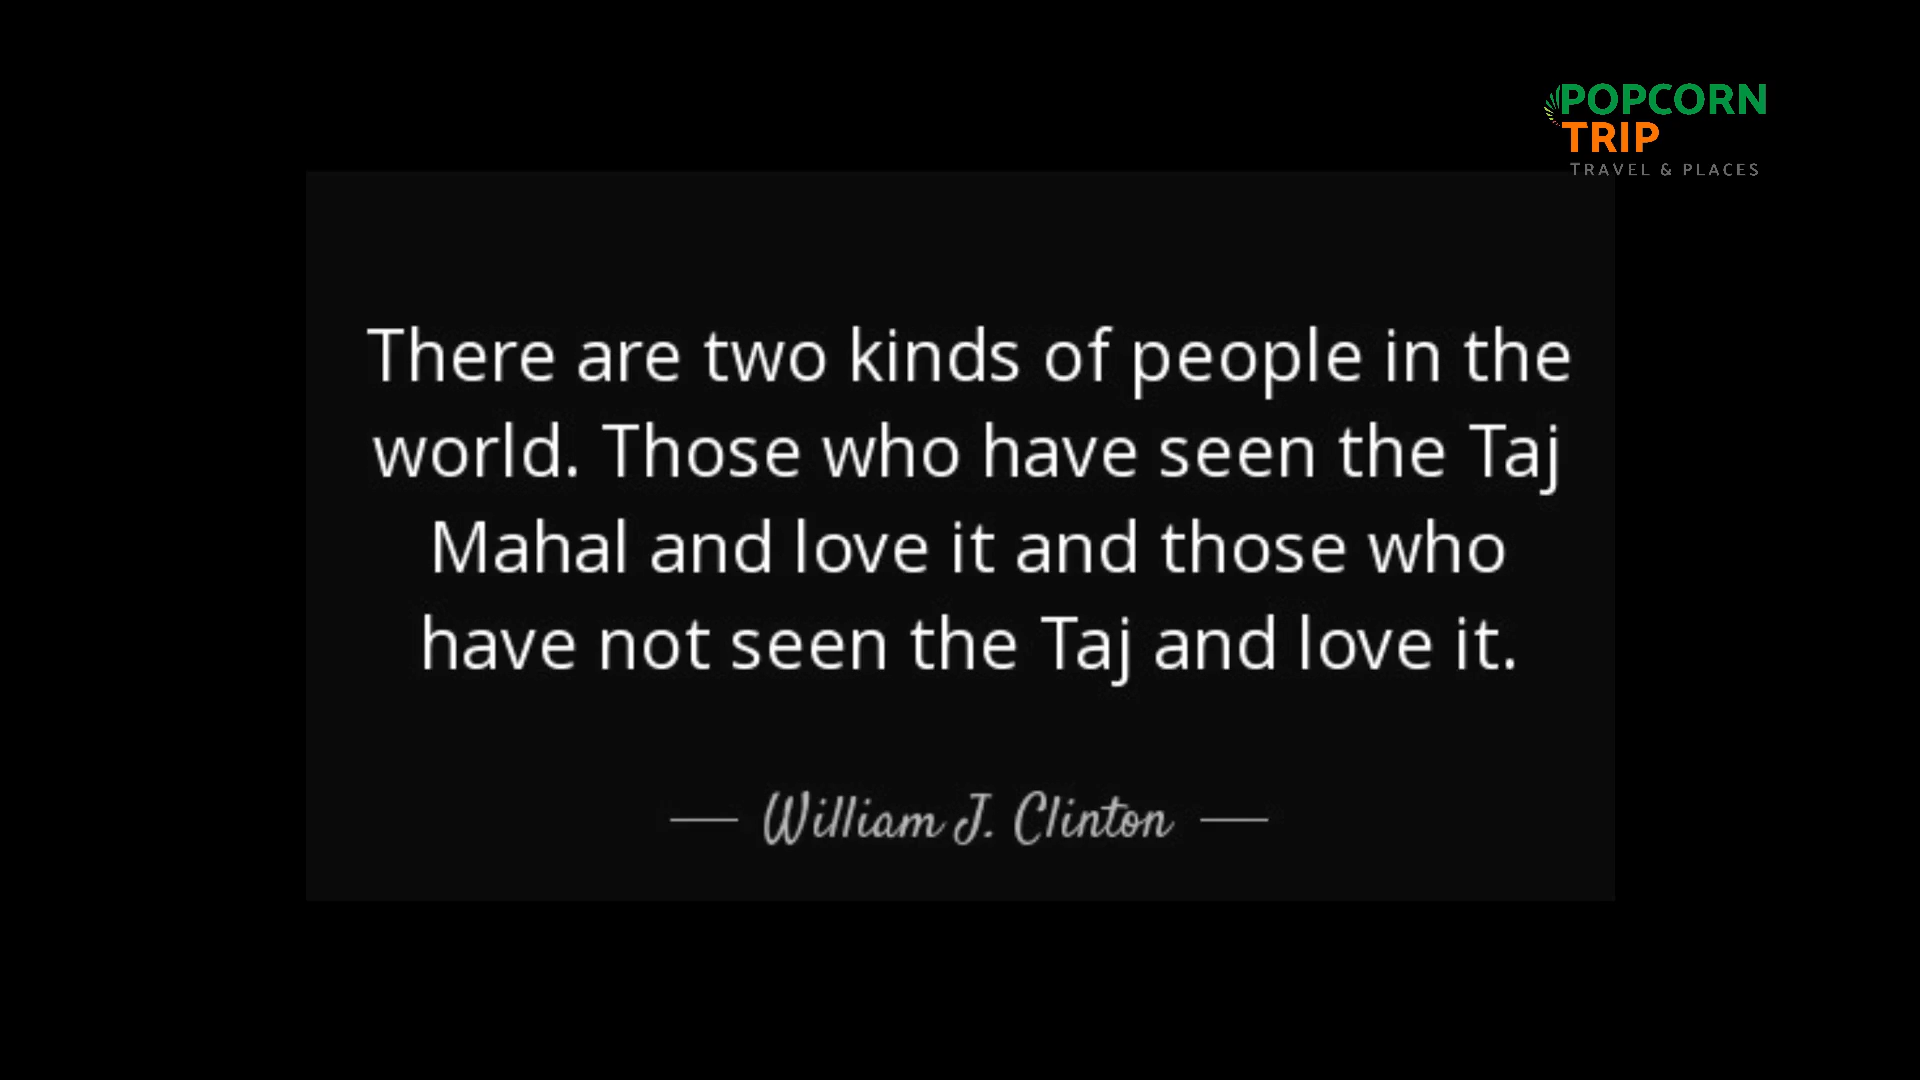 POPCORN
TRIP
TRAVEL & PLACES
There are two kinds of people in the
world. Those who have seen the Taj
Mahal and love it and those who
have not seen the Taj and love it.
William J. Clinton